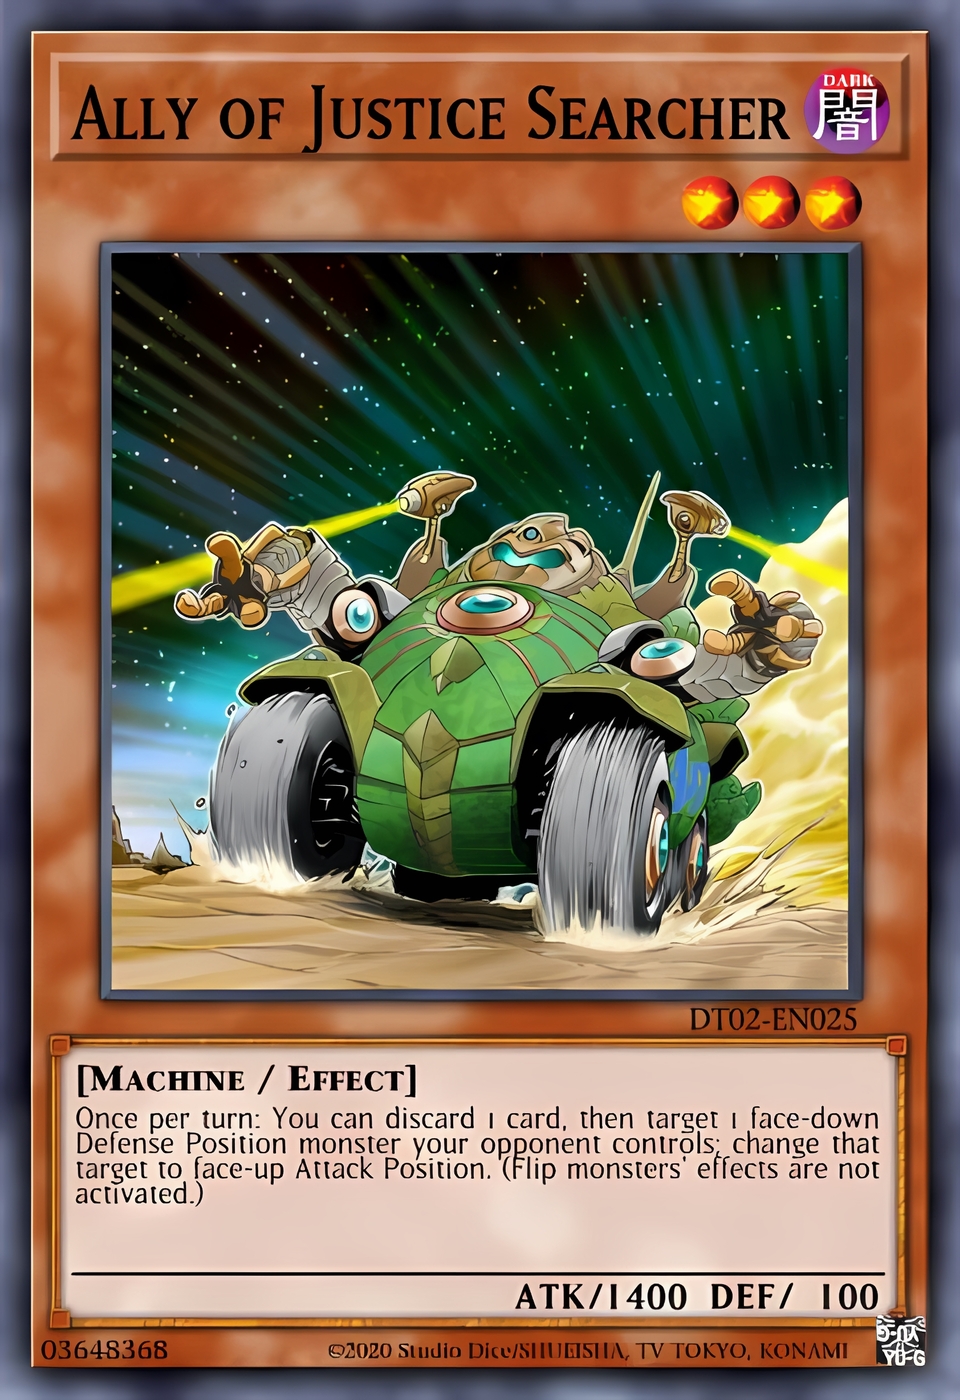 Ally of Justice Searcher
DARK
闇
DT02-EN025
[Machine / Effect]
Once per turn: You can discard 1 card, then target 1 face-down
Defense Position monster your opponent controls; change that
target to face-up Attack Position. (Flip monsters' effects are not
activated.)
ATK/1400 DEF/ 100
03648368
©2020 Studio Dice/SHUEISHA, TV TOKYO, KONAMI